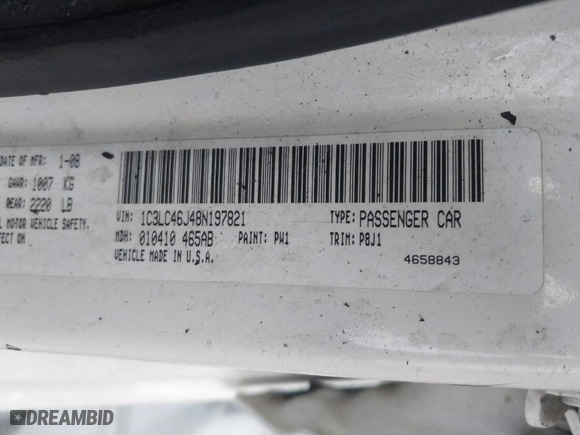 DATE OF MFR: 1-08
GAWR: 1007 KG
REAR: 2220 LB
MOTOR VEHICLE SAFETY,
ON
VIN: 1C3LC46J48N197821 TYPE: PASSENGER CAR
MDH: 010410 465AB PAINT: PW1 TRIM: P8J1
VEHICLE MADE IN U.S.A. 4658843
DREAMBID